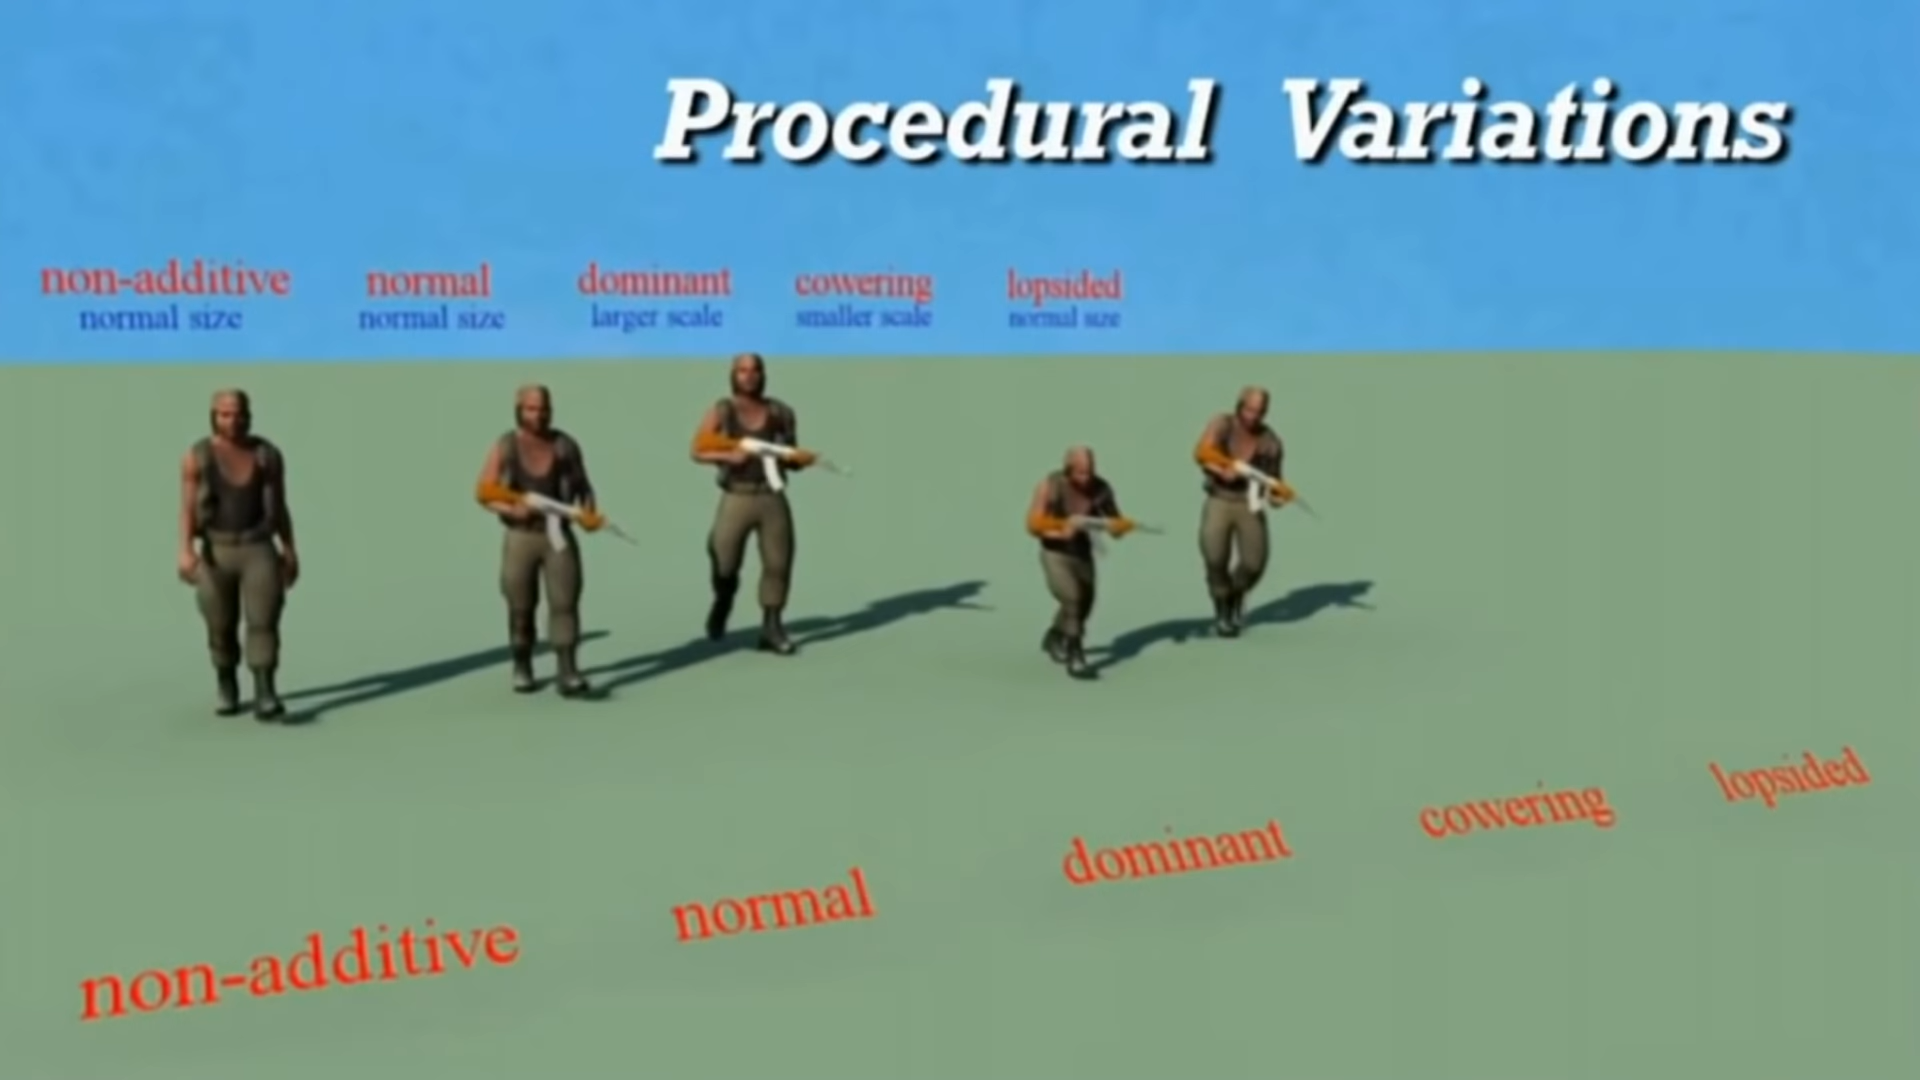 Procedural Variations
non-additive normal dominant cowering lopsided
normal size normal size larger scale smaller scale normal size
non-additive normal dominant cowering lopsided